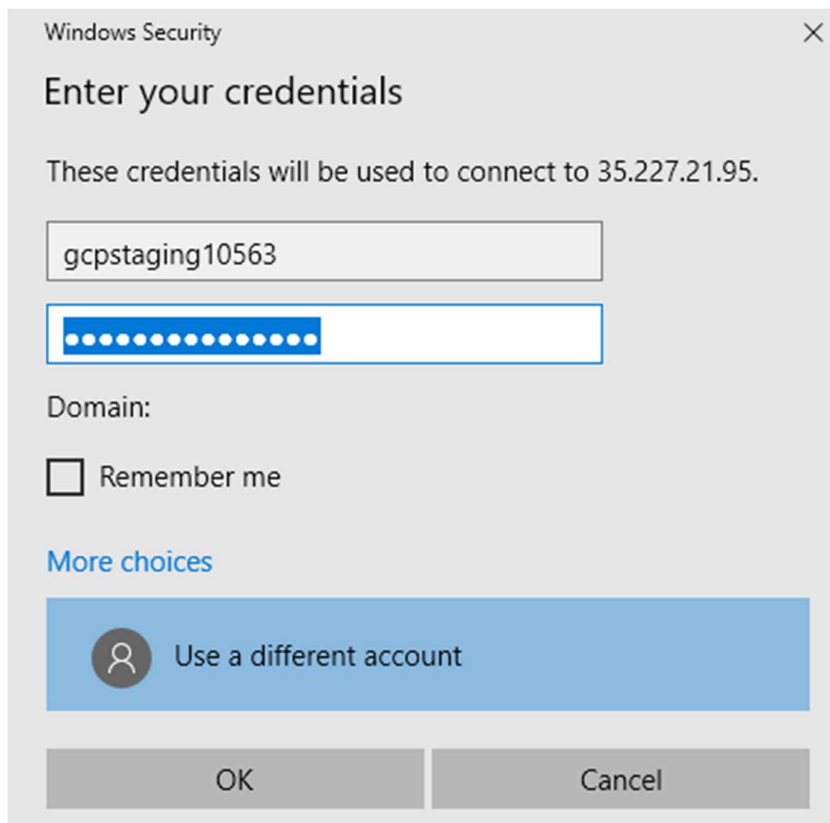 Windows Security
Enter your credentials
These credentials will be used to connect to 35.227.21.95.
gcpstaging10563
●●●●●●●●●●●●●●●
Domain:
Remember me
More choices
Use a different account
OK
Cancel